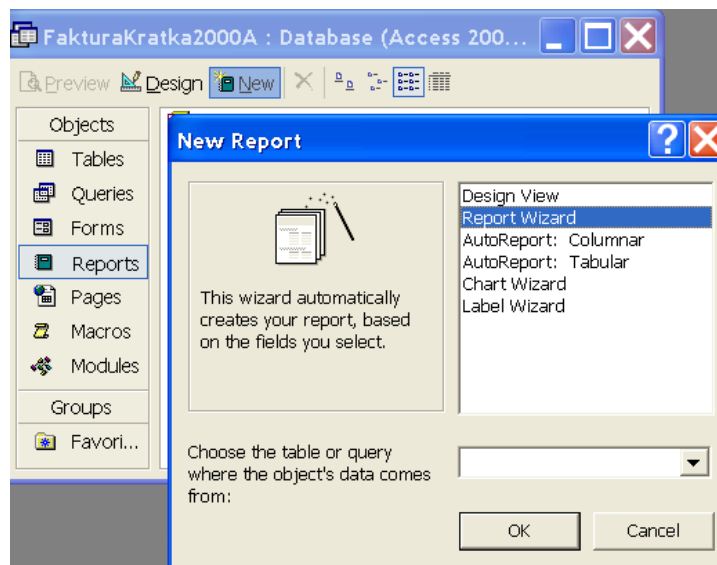 FakturaKratka2000A : Database (Access 200...
Preview Design New
Objects
Tables
Queries
Forms
Reports
Pages
Macros
Modules
Groups
Favori...
New Report
This wizard automatically
creates your report, based
on the fields you select.
Design View
Report Wizard
AutoReport: Columnar
AutoReport: Tabular
Chart Wizard
Label Wizard
Choose the table or query
where the object's data comes
from:
OK Cancel